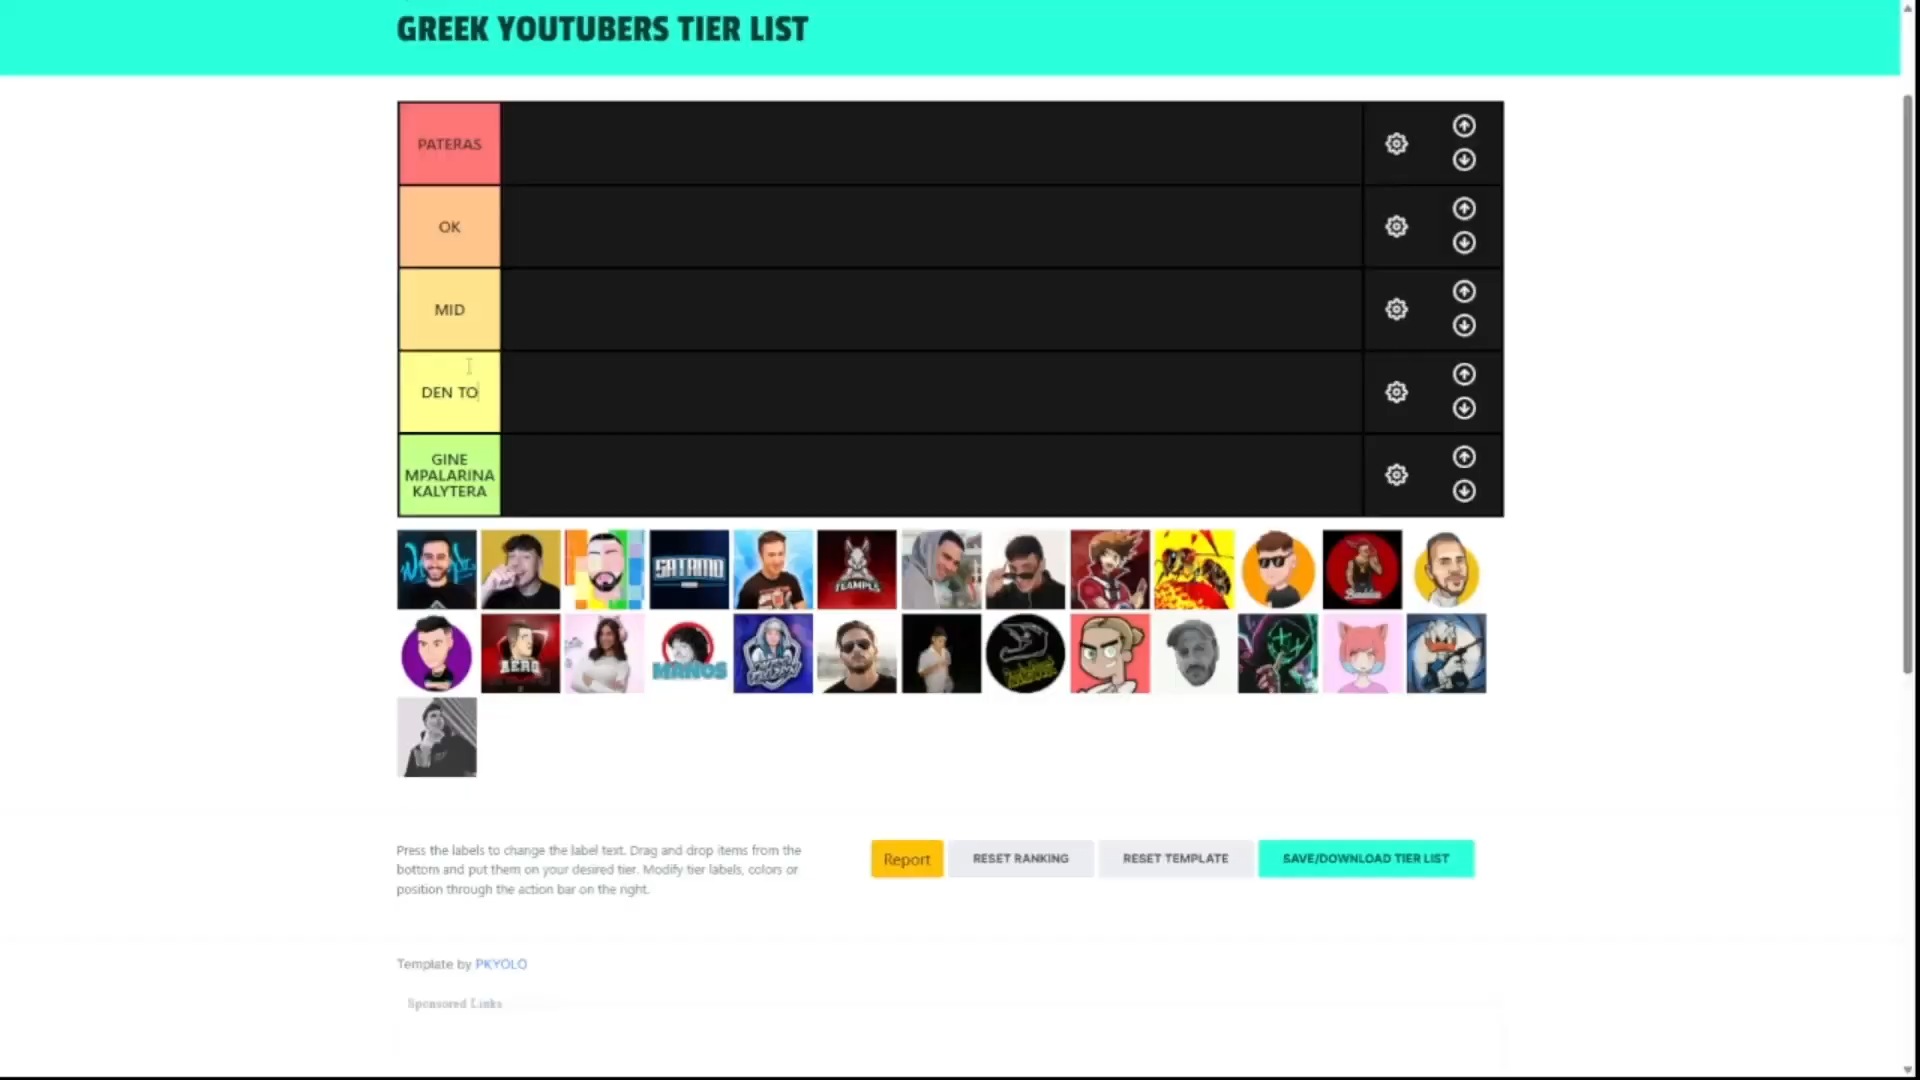 GREEK YOUTUBERS TIER LIST
PATERAS
OK
MID
DEN TO
GINE
MPALARINA
KALYTERA
SATAMO
TEAMPLS
AERO
MANOS
Press the labels to change the label text. Drag and drop items from the
bottom and put them on your desired tier. Modify tier labels, colors or
position through the action bar on the right.
Report
RESET RANKING
RESET TEMPLATE
SAVE/DOWNLOAD TIER LIST
Template by PKYOLO
Sponsored Links